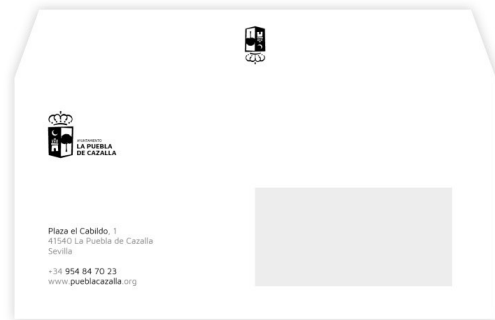 AYUNTAMIENTO
LA PUEBLA
DE CAZALLA
Plaza el Cabildo, 1
41540 La Puebla de Cazalla
Sevilla
+34 954 84 70 23
www.pueblacazalla.org